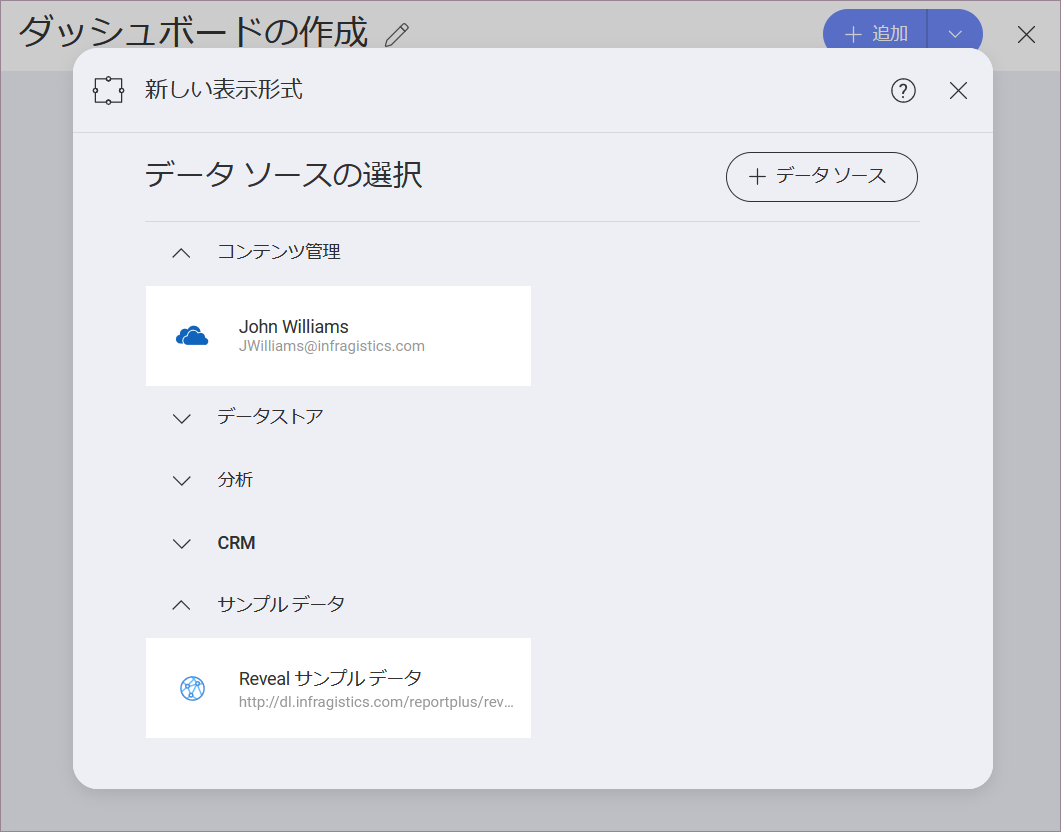 ダッシュボードの作成
追加
新しい表示形式
データ ソースの選択
データ ソース
コンテンツ管理
John Williams
JWilliams@infragistics.com
データストア
分析
CRM
サンプル データ
Reveal サンプル データ
http://dl.infragistics.com/reportplus/rev...